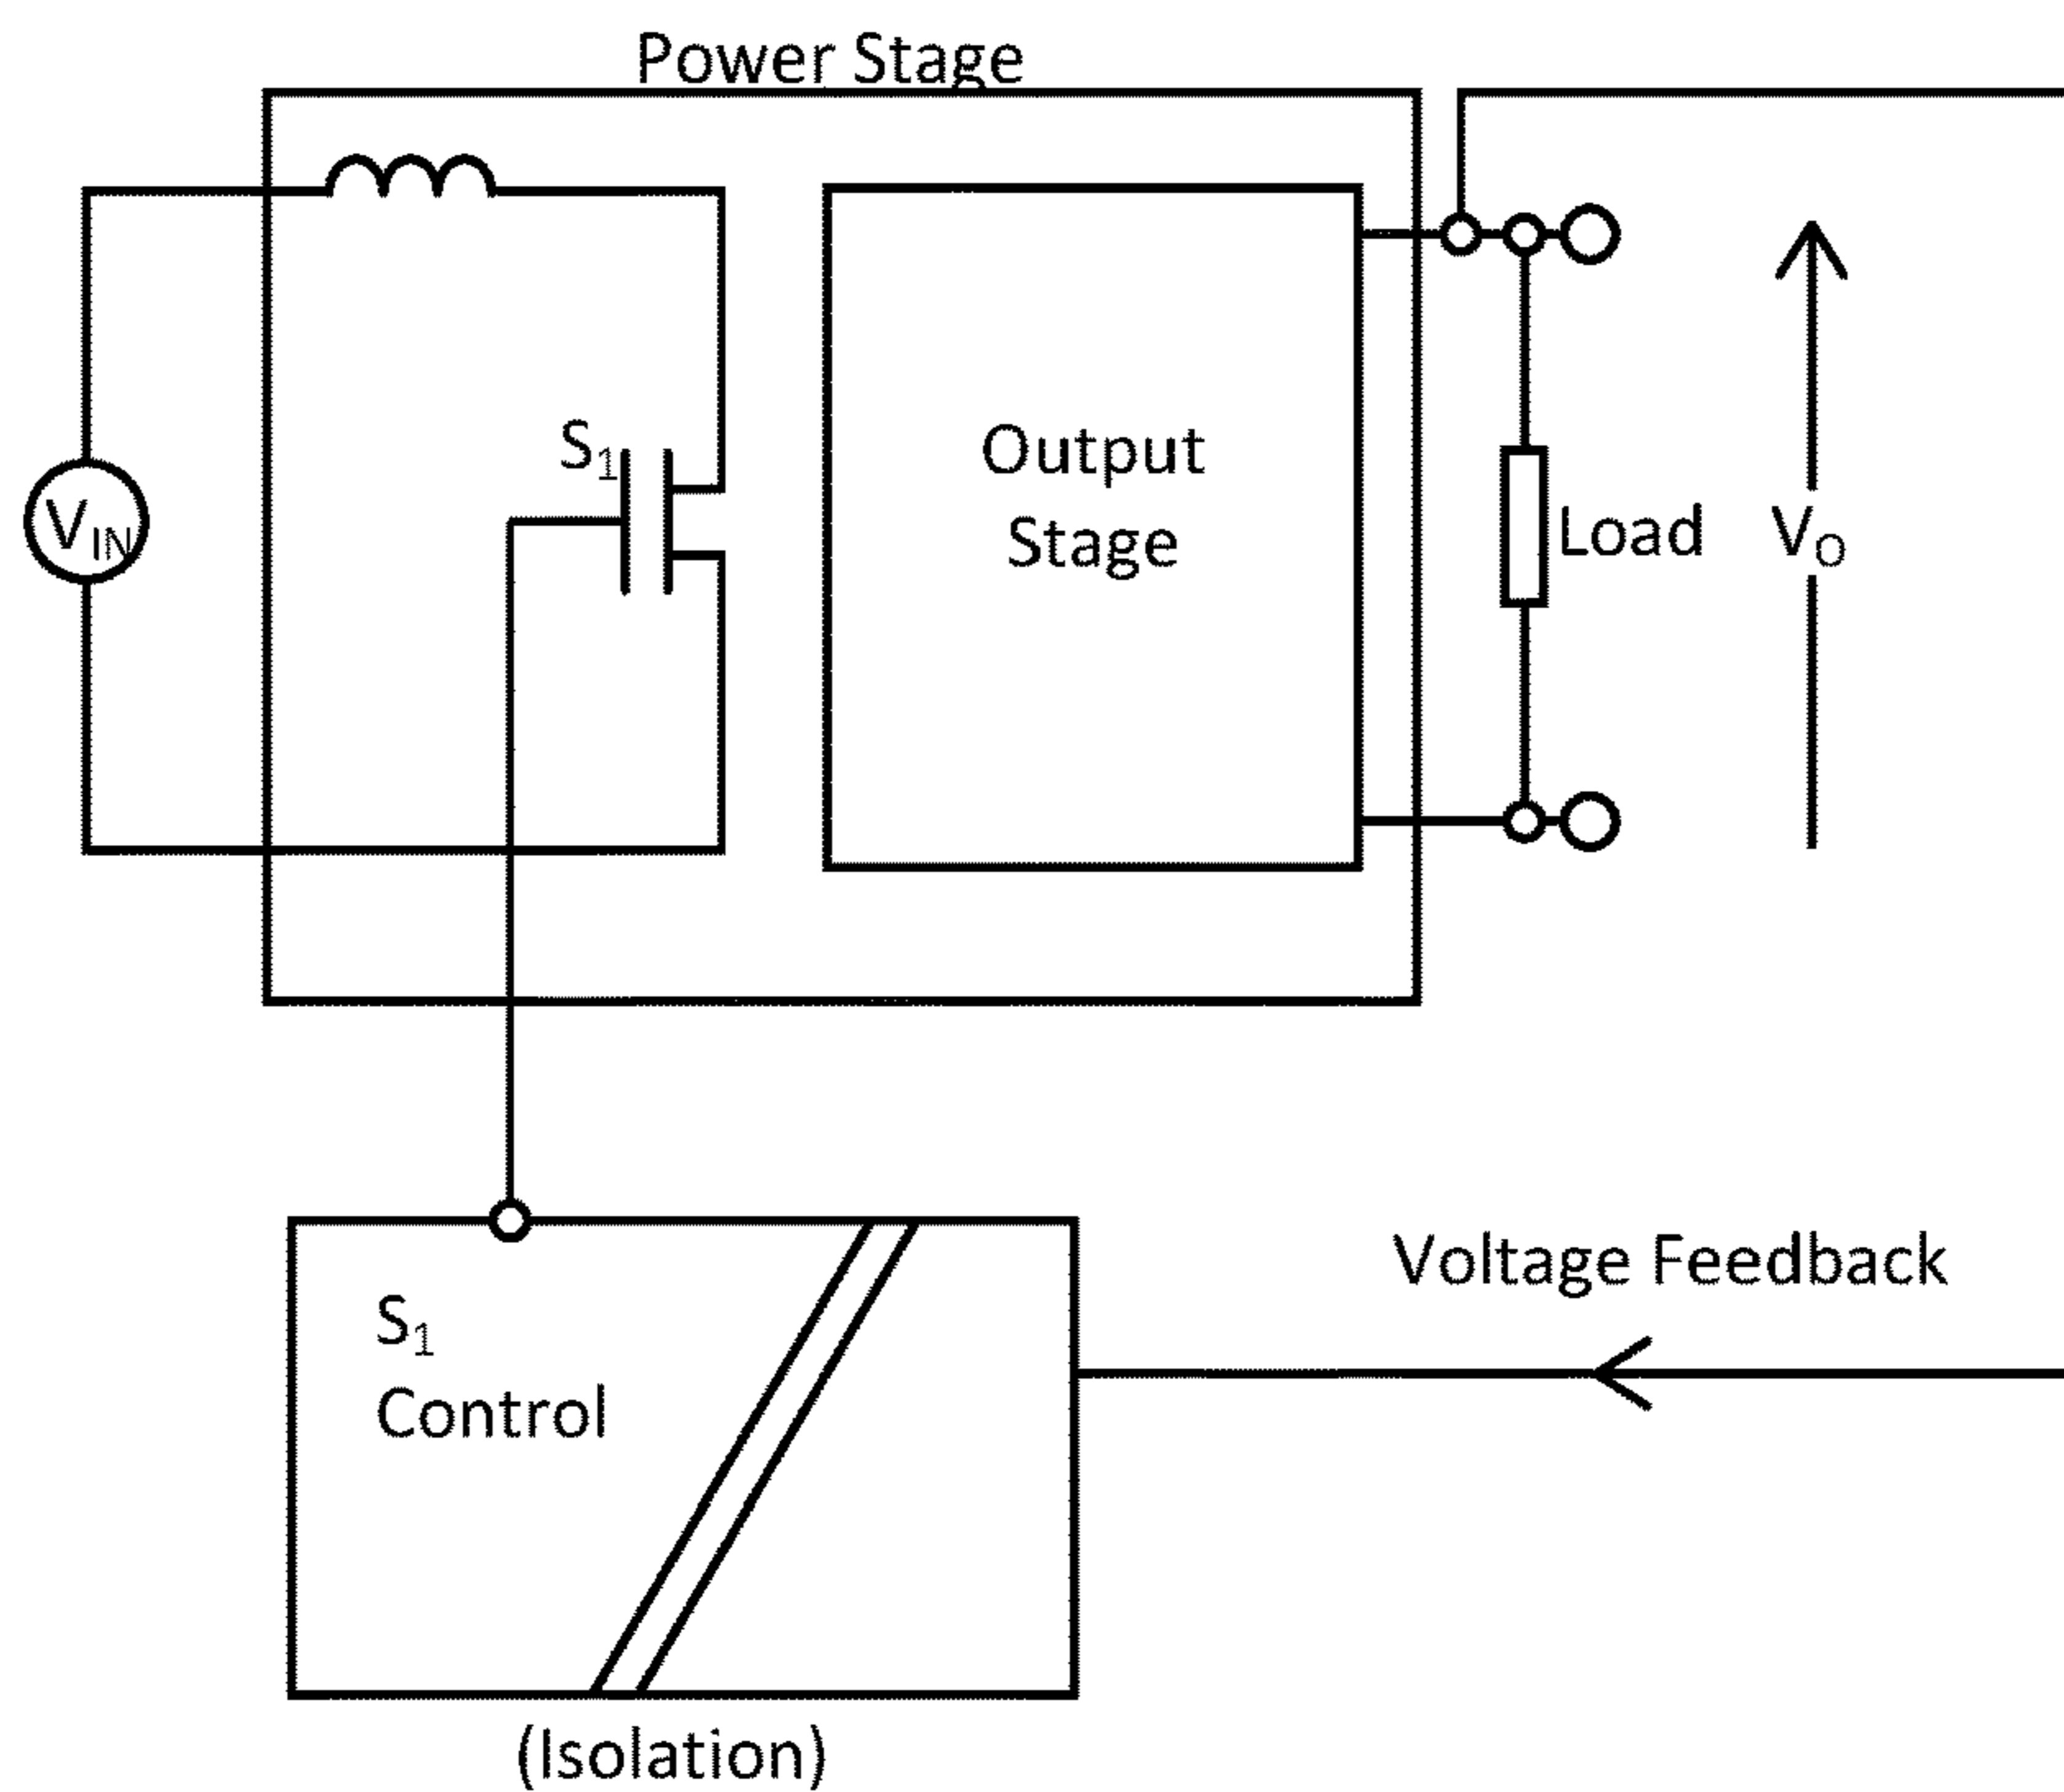 Power Stage
S1
Output
Stage
VIN
Load
VO
S1
Control
Voltage Feedback
(Isolation)